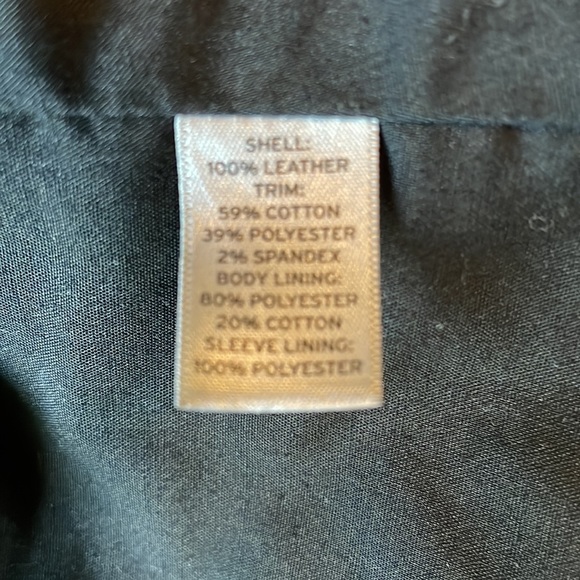 SHELL:
100% LEATHER
TRIM:
59% COTTON
39% POLYESTER
2% SPANDEX
BODY LINING:
80% POLYESTER
20% COTTON
SLEEVE LINING:
100% POLYESTER